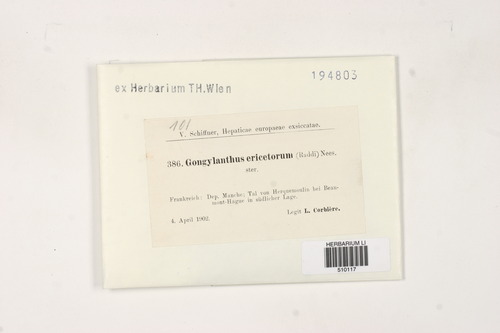 ex Herbarium TH.Wien
194803
101
V. Schiffner, Hepaticae europaeae exsiccatae.
386. Gongylanthus ericetorum (Raddi) Nees.
ster.
Frankreich: Dep. Manche; Tal von Herquemoulin bei Beau-
mont-Hague in südlicher Lage.
4. April 1902.
Legit L. Corbière.
HERBARIUM LI
510117